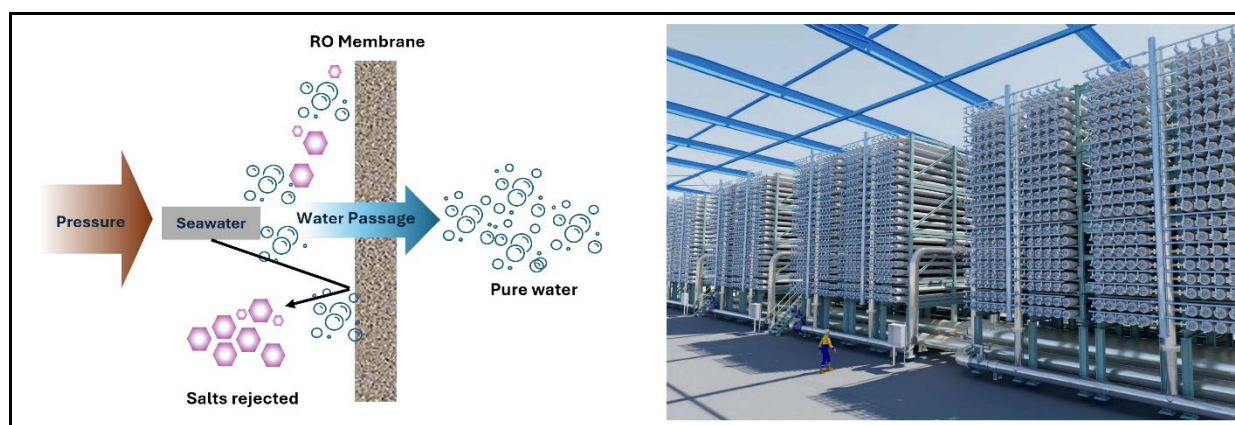 RO Membrane
Pressure
Seawater
Water Passage
Pure water
Salts rejected